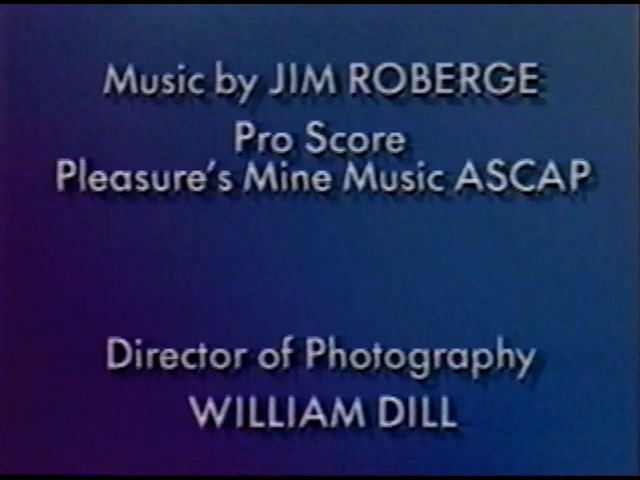 Music by JIM ROBERGE
Pro Score
Pleasure's Mine Music ASCAP
Director of Photography
WILLIAM DILL